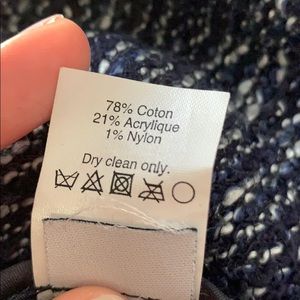 78% Coton
21% Acrylique
1% Nylon
Dry clean only.